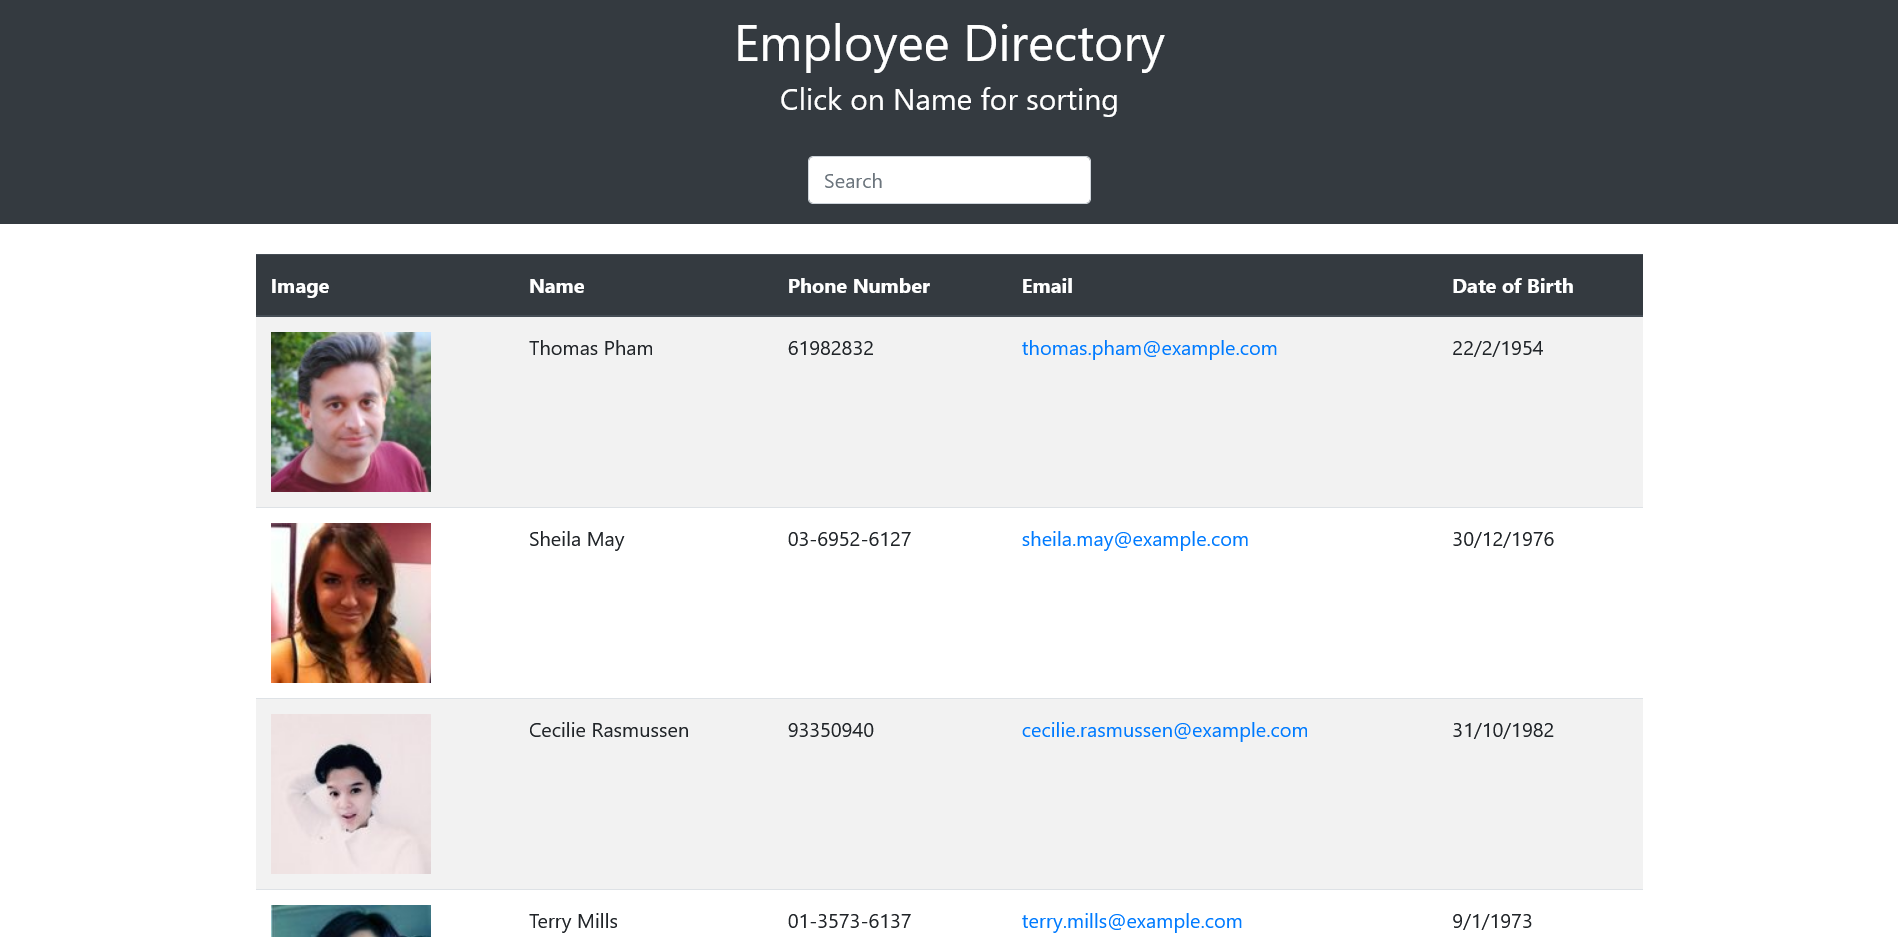 Employee Directory
Click on Name for sorting
Search
Image Name Phone Number Email Date of Birth
Thomas Pham 61982832 thomas.pham@example.com 22/2/1954
Sheila May 03-6952-6127 sheila.may@example.com 30/12/1976
Cecilie Rasmussen 93350940 cecilie.rasmussen@example.com 31/10/1982
Terry Mills 01-3573-6137 terry.mills@example.com 9/1/1973